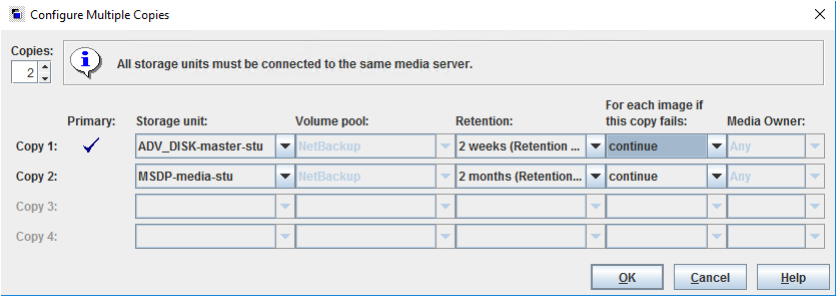 Configure Multiple Copies
Copies:
2
All storage units must be connected to the same media server.
Primary: Storage unit: Volume pool: Retention: For each image if this copy fails: Media Owner:
Copy 1: ADV_DISK-master-stu NetBackup 2 weeks (Retention ... continue Any
Copy 2: MSDP-media-stu NetBackup 2 months (Retention... continue Any
Copy 3:
Copy 4:
OK Cancel Help